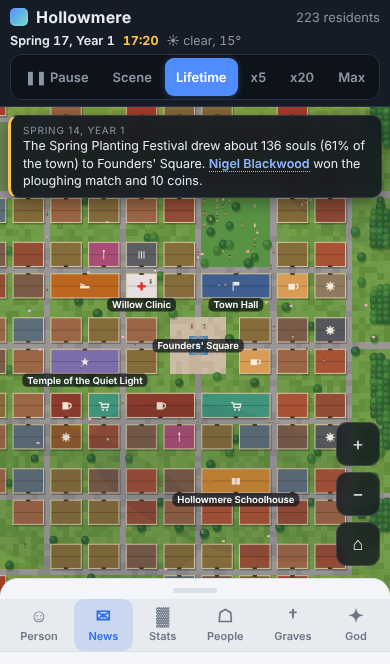 Hollowmere
223 residents
Spring 17, Year 1 17:20 ☀ clear, 15°
❚❚ Pause Scene Lifetime x5 x20 Max
SPRING 14, YEAR 1
The Spring Planting Festival drew about 136 souls (61% of
the town) to Founders' Square. Nigel Blackwood won the
ploughing match and 10 coins.
Willow Clinic
Town Hall
Founders' Square
Temple of the Quiet Light
Hollowmere Schoolhouse
+
−
Person News Stats People Graves God